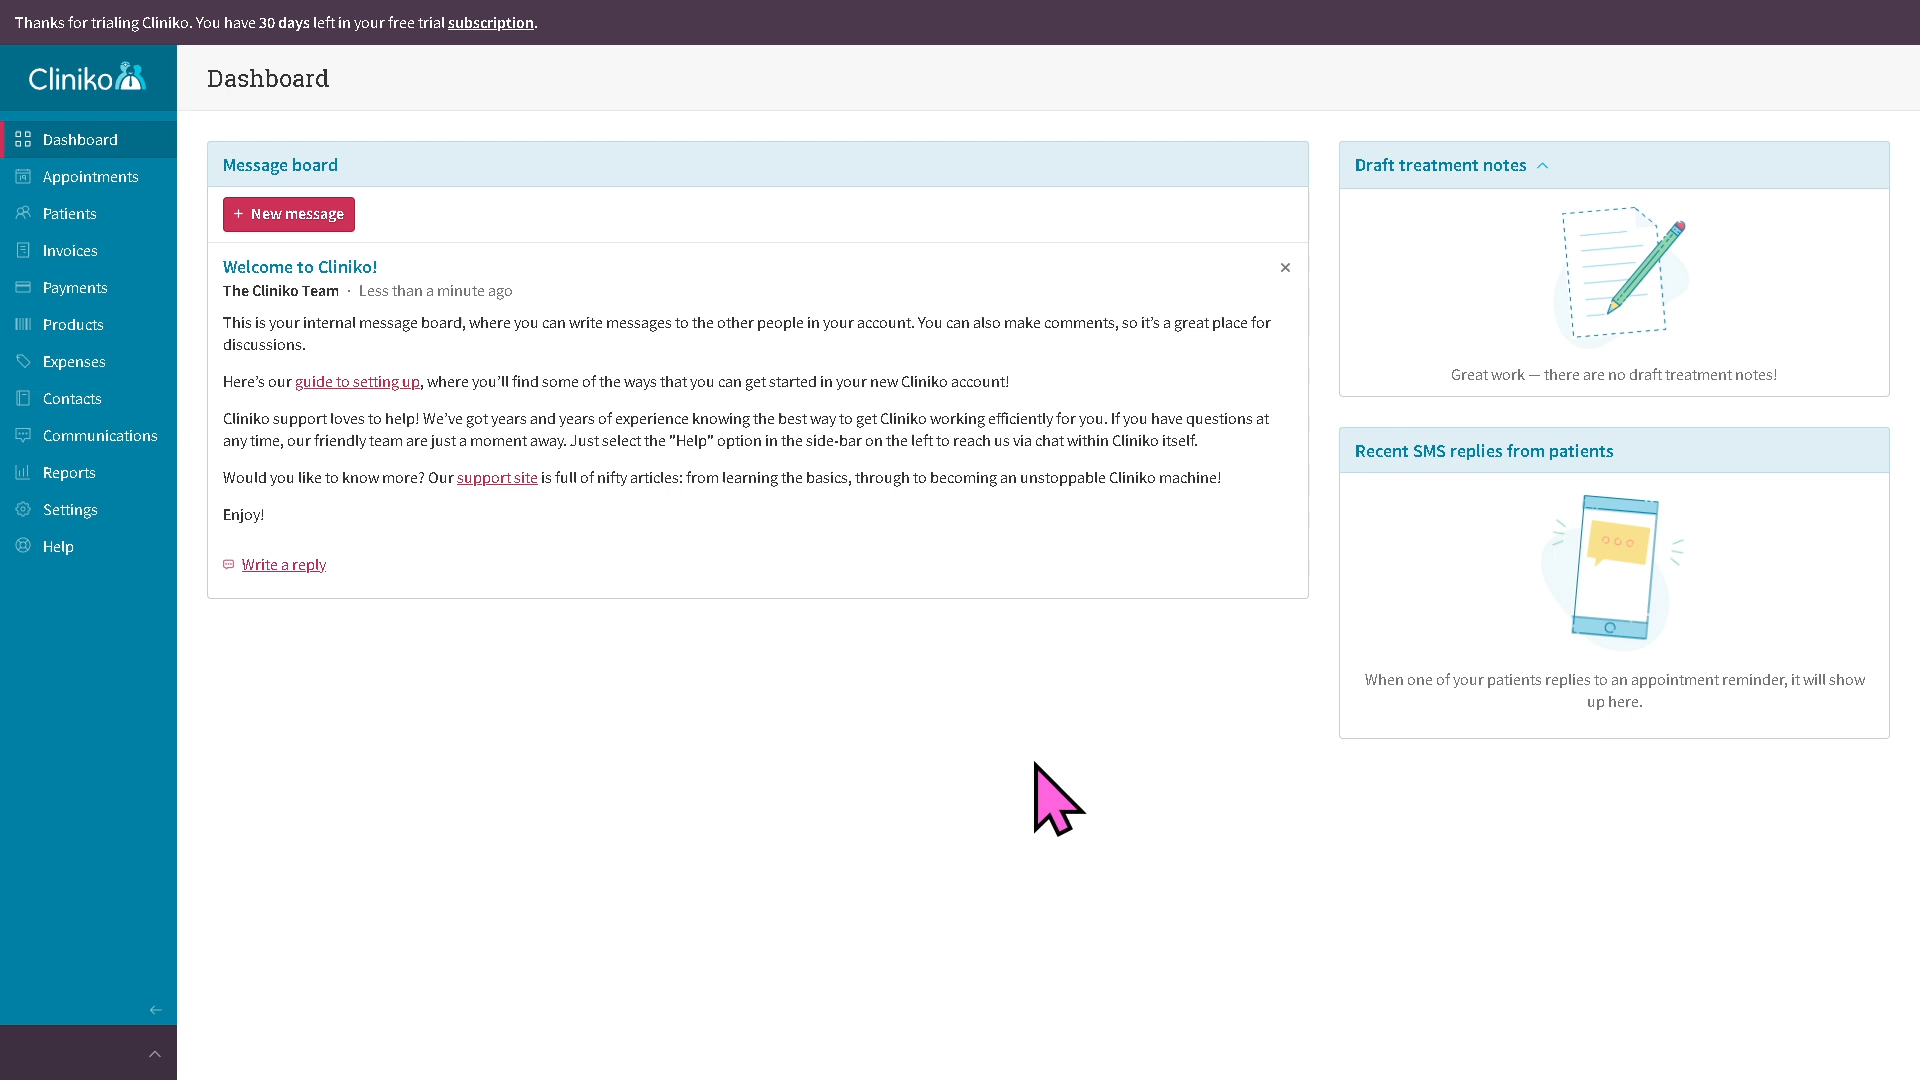 Thanks for trialing Cliniko. You have 30 days left in your free trial subscription.
Cliniko
Dashboard
Appointments
Patients
Invoices
Payments
Products
Expenses
Contacts
Communications
Reports
Settings
Help
Dashboard
Message board
+ New message
Welcome to Cliniko!
The Cliniko Team · Less than a minute ago
This is your internal message board, where you can write messages to the other people in your account. You can also make comments, so it's a great place for
discussions.
Here's our guide to setting up, where you'll find some of the ways that you can get started in your new Cliniko account!
Cliniko support loves to help! We've got years and years of experience knowing the best way to get Cliniko working efficiently for you. If you have questions at
any time, our friendly team are just a moment away. Just select the "Help" option in the side-bar on the left to reach us via chat within Cliniko itself.
Would you like to know more? Our support site is full of nifty articles: from learning the basics, through to becoming an unstoppable Cliniko machine!
Enjoy!
Write a reply
Draft treatment notes
Great work — there are no draft treatment notes!
Recent SMS replies from patients
When one of your patients replies to an appointment reminder, it will show
up here.